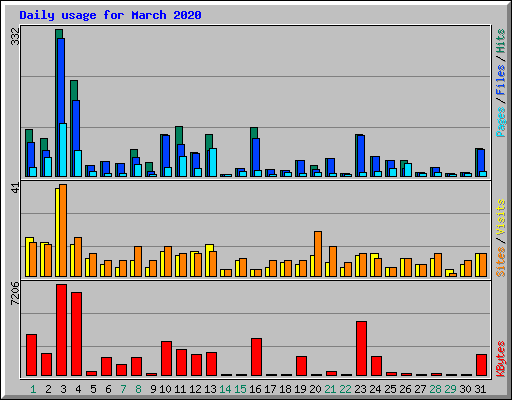 Daily usage for March 2020
332
Pages / Files / Hits
41
Sites / Visits
7206
KBytes
1 2 3 4 5 6 7 8 9 10 11 12 13 14 15 16 17 18 19 20 21 22 23 24 25 26 27 28 29 30 31